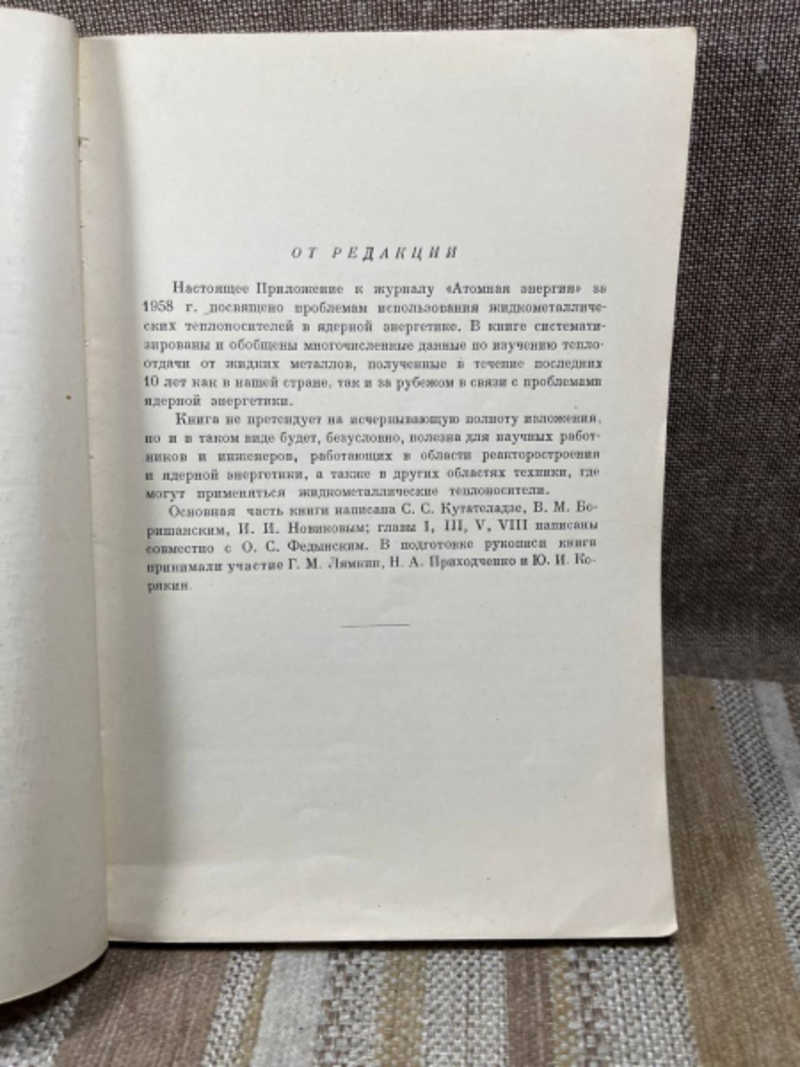 ОТ РЕДАКЦИИ
Настоящее Приложение к журналу «Атомная энергия» за
1958 г. посвящено проблемам использования жидкометалличе-
ских теплоносителей в ядерной энергетике. В книге системати-
зированы и обобщены многочисленные данные по изучению тепло-
отдачи от жидких металлов, полученные в течение последних
10 лет как в нашей стране, так и за рубежом в связи с проблемами
ядерной энергетики.
Книга не претендует на исчерпывающую полноту изложения,
но и в таком виде будет, безусловно, полезна для научных работ-
ников и инженеров, работающих в области реакторостроения
и ядерной энергетики, а также в других областях техники, где
могут применяться жидкометаллические теплоносители.
Основная часть книги написана С. С. Кутателадзе, В. М. Бо-
ришанским, И. И. Новиковым; главы I, III, V, VIII написаны
совместно с О. С. Федынским. В подготовке рукописи книги
принимали участие Г. М. Лямкин, Н. А. Приходченко и Ю. И. Ко-
рякин.